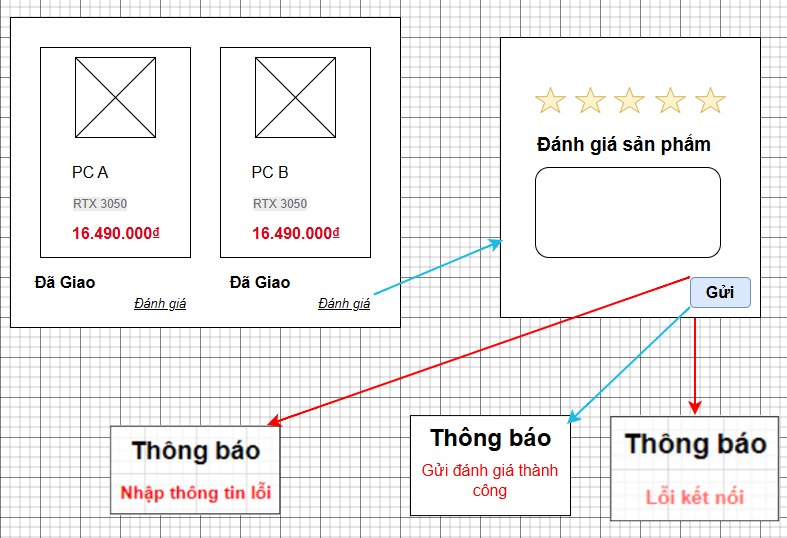 PC A
RTX 3050
16.490.000₫
Đã Giao
Đánh giá
PC B
RTX 3050
16.490.000₫
Đã Giao
Đánh giá
Đánh giá sản phẩm
Gửi
Thông báo
Nhập thông tin lỗi
Thông báo
Gửi đánh giá thành
công
Thông báo
Lỗi kết nối